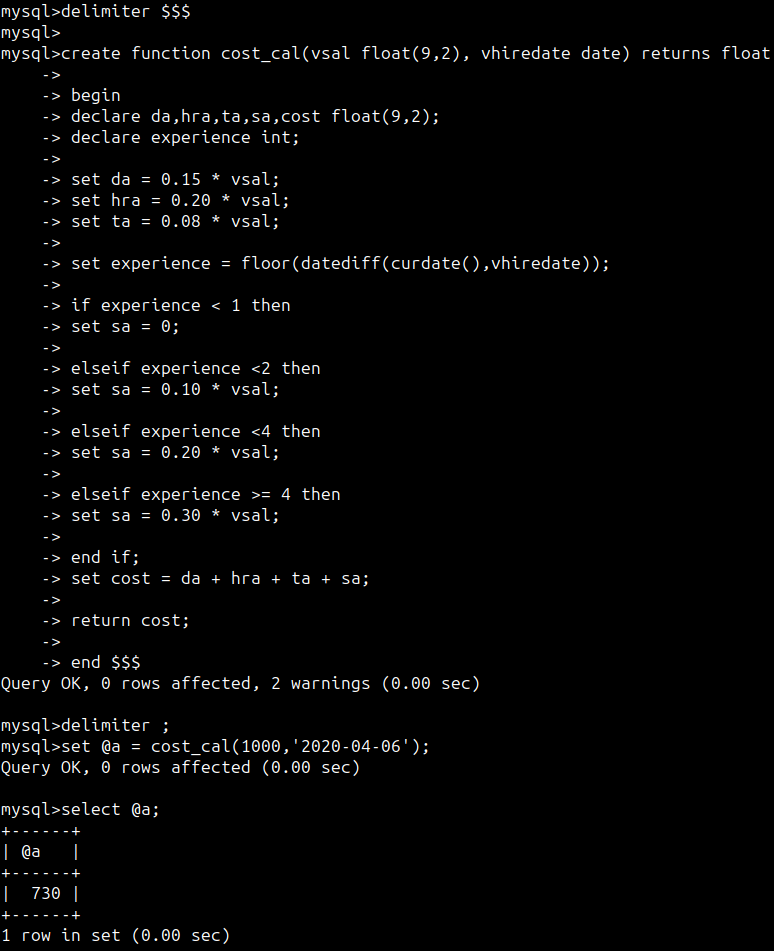 mysql>delimiter $$$
mysql>
mysql>create function cost_cal(vsal float(9,2), vhiredate date) returns float
    ->
    -> begin
    -> declare da,hra,ta,sa,cost float(9,2);
    -> declare experience int;
    ->
    -> set da = 0.15 * vsal;
    -> set hra = 0.20 * vsal;
    -> set ta = 0.08 * vsal;
    ->
    -> set experience = floor(datediff(curdate(),vhiredate));
    ->
    -> if experience < 1 then
    -> set sa = 0;
    ->
    -> elseif experience <2 then
    -> set sa = 0.10 * vsal;
    ->
    -> elseif experience <4 then
    -> set sa = 0.20 * vsal;
    ->
    -> elseif experience >= 4 then
    -> set sa = 0.30 * vsal;
    ->
    -> end if;
    -> set cost = da + hra + ta + sa;
    ->
    -> return cost;
    ->
    -> end $$$
Query OK, 0 rows affected, 2 warnings (0.00 sec)

mysql>delimiter ;
mysql>set @a = cost_cal(1000,'2020-04-06');
Query OK, 0 rows affected (0.00 sec)

mysql>select @a;
+------+
| @a   |
+------+
|  730 |
+------+
1 row in set (0.00 sec)